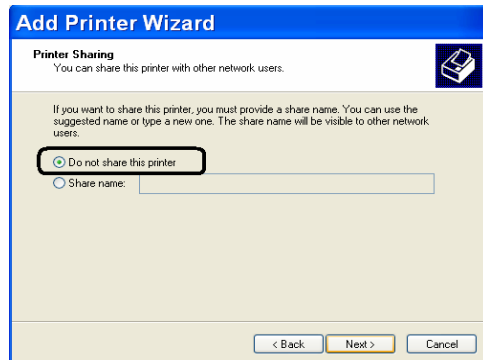 Add Printer Wizard
Printer Sharing
You can share this printer with other network users.
If you want to share this printer, you must provide a share name. You can use the
suggested name or type a new one. The share name will be visible to other network
users.
Do not share this printer
Share name:
< Back Next > Cancel